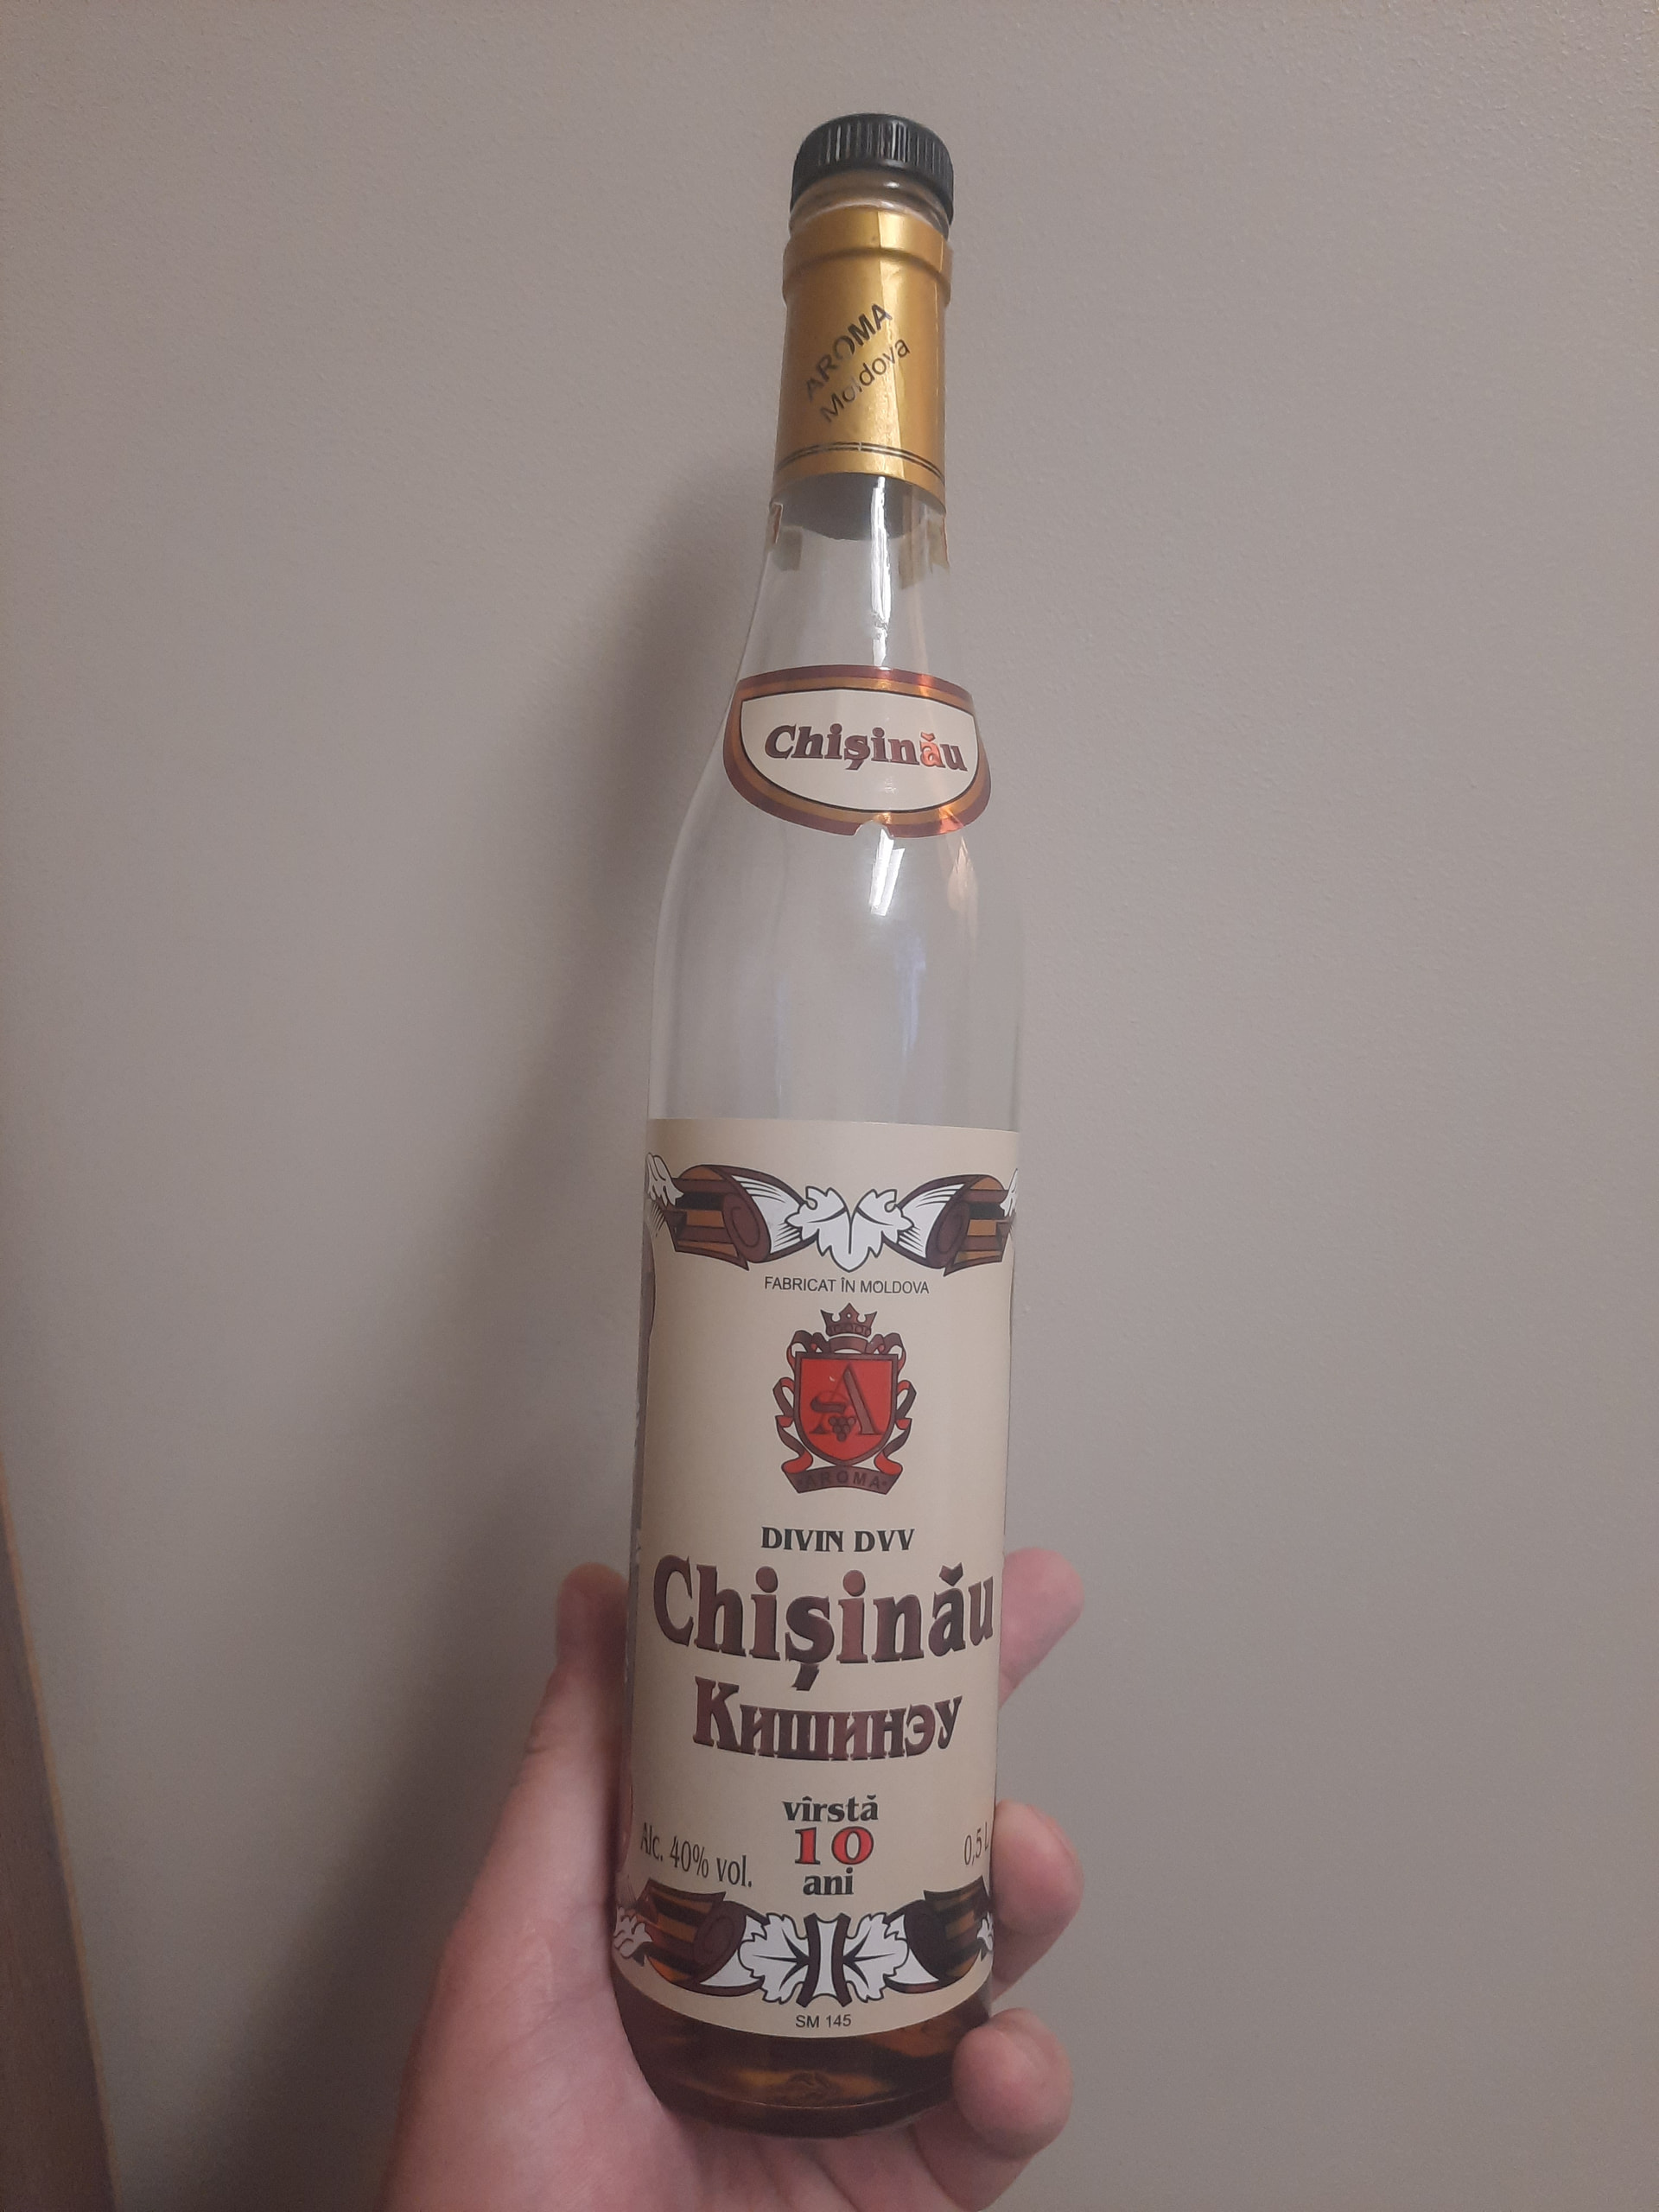 AROMA
Moldova
Chișinău
FABRICAT ÎN MOLDOVA
A
AROMA
DIVIN DVV
Chișinău
Кишинэу
vîrstă
10
ani
Alc. 40% vol.
0,5 L
SM 145